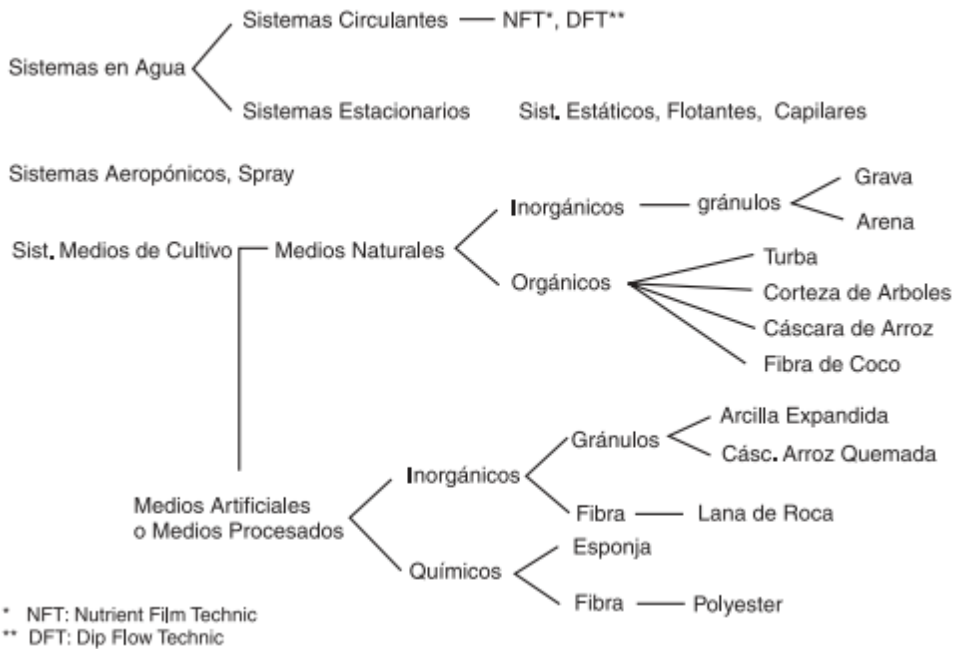 Sistemas Circulantes NFT*, DFT**
Sistemas en Agua
Sistemas Estacionarios Sist. Estáticos, Flotantes, Capilares
Sistemas Aeropónicos, Spray
Grava
Inorgánicos gránulos
Arena
Sist. Medios de Cultivo Medios Naturales
Turba
Orgánicos
Corteza de Arboles
Cáscara de Arroz
Fibra de Coco
Arcilla Expandida
Gránulos
Cásc. Arroz Quemada
Inorgánicos
Medios Artificiales
o Medios Procesados
Fibra Lana de Roca
Esponja
Químicos
Fibra Polyester
* NFT: Nutrient Film Technic
** DFT: Dip Flow Technic